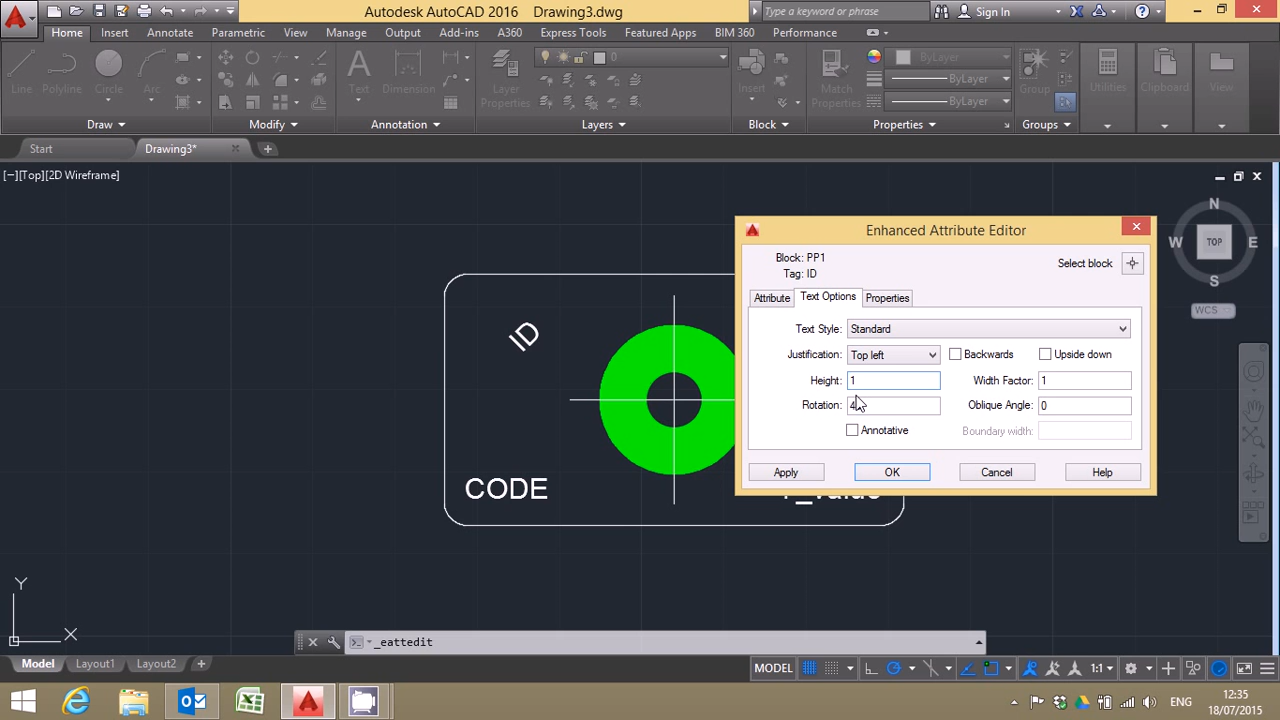 Autodesk AutoCAD 2016 Drawing3.dwg
Type a keyword or phrase
Sign In
Home Insert Annotate Parametric View Manage Output Add-ins A360 Express Tools Featured Apps BIM 360 Performance
Line Polyline Circle Arc
Text Dimension
Layer Properties
0
Insert
Match Properties
ByLayer
ByLayer
ByLayer
Group
Utilities
Clipboard
View
Draw Modify Annotation Layers Block Properties Groups
Start Drawing3*
[−][Top][2D Wireframe]
N
W TOP E
S
WCS
Enhanced Attribute Editor
Block: PP1
Tag: ID
Select block
Attribute Text Options Properties
Text Style: Standard
Justification: Top left Backwards Upside down
Height: 1 Width Factor: 1
Rotation: 4 Oblique Angle: 0
Annotative Boundary width:
Apply OK Cancel Help
ID
CODE
Y
X
_eattedit
Model Layout1 Layout2
MODEL 1:1
ENG
12:35
18/07/2015